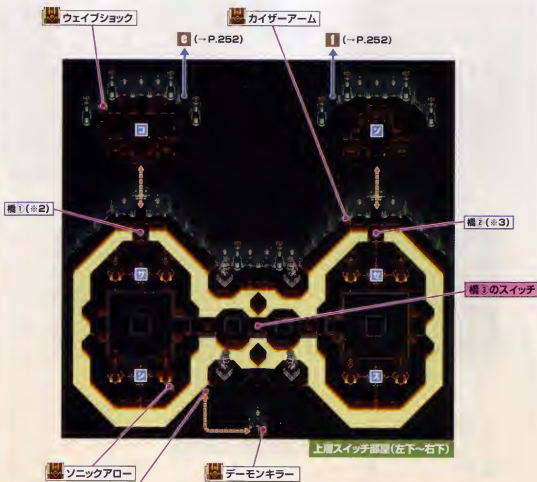 ウェイブショック
カイザーアーム
e (→P.252)
f (→P.252)
コ
ソ
橋1(※2)
橋2(※3)
サ
セ
橋3のスイッチ
シ
ス
上層スイッチ部屋(左下~右下)
ソニックアロー
デーモンキラー